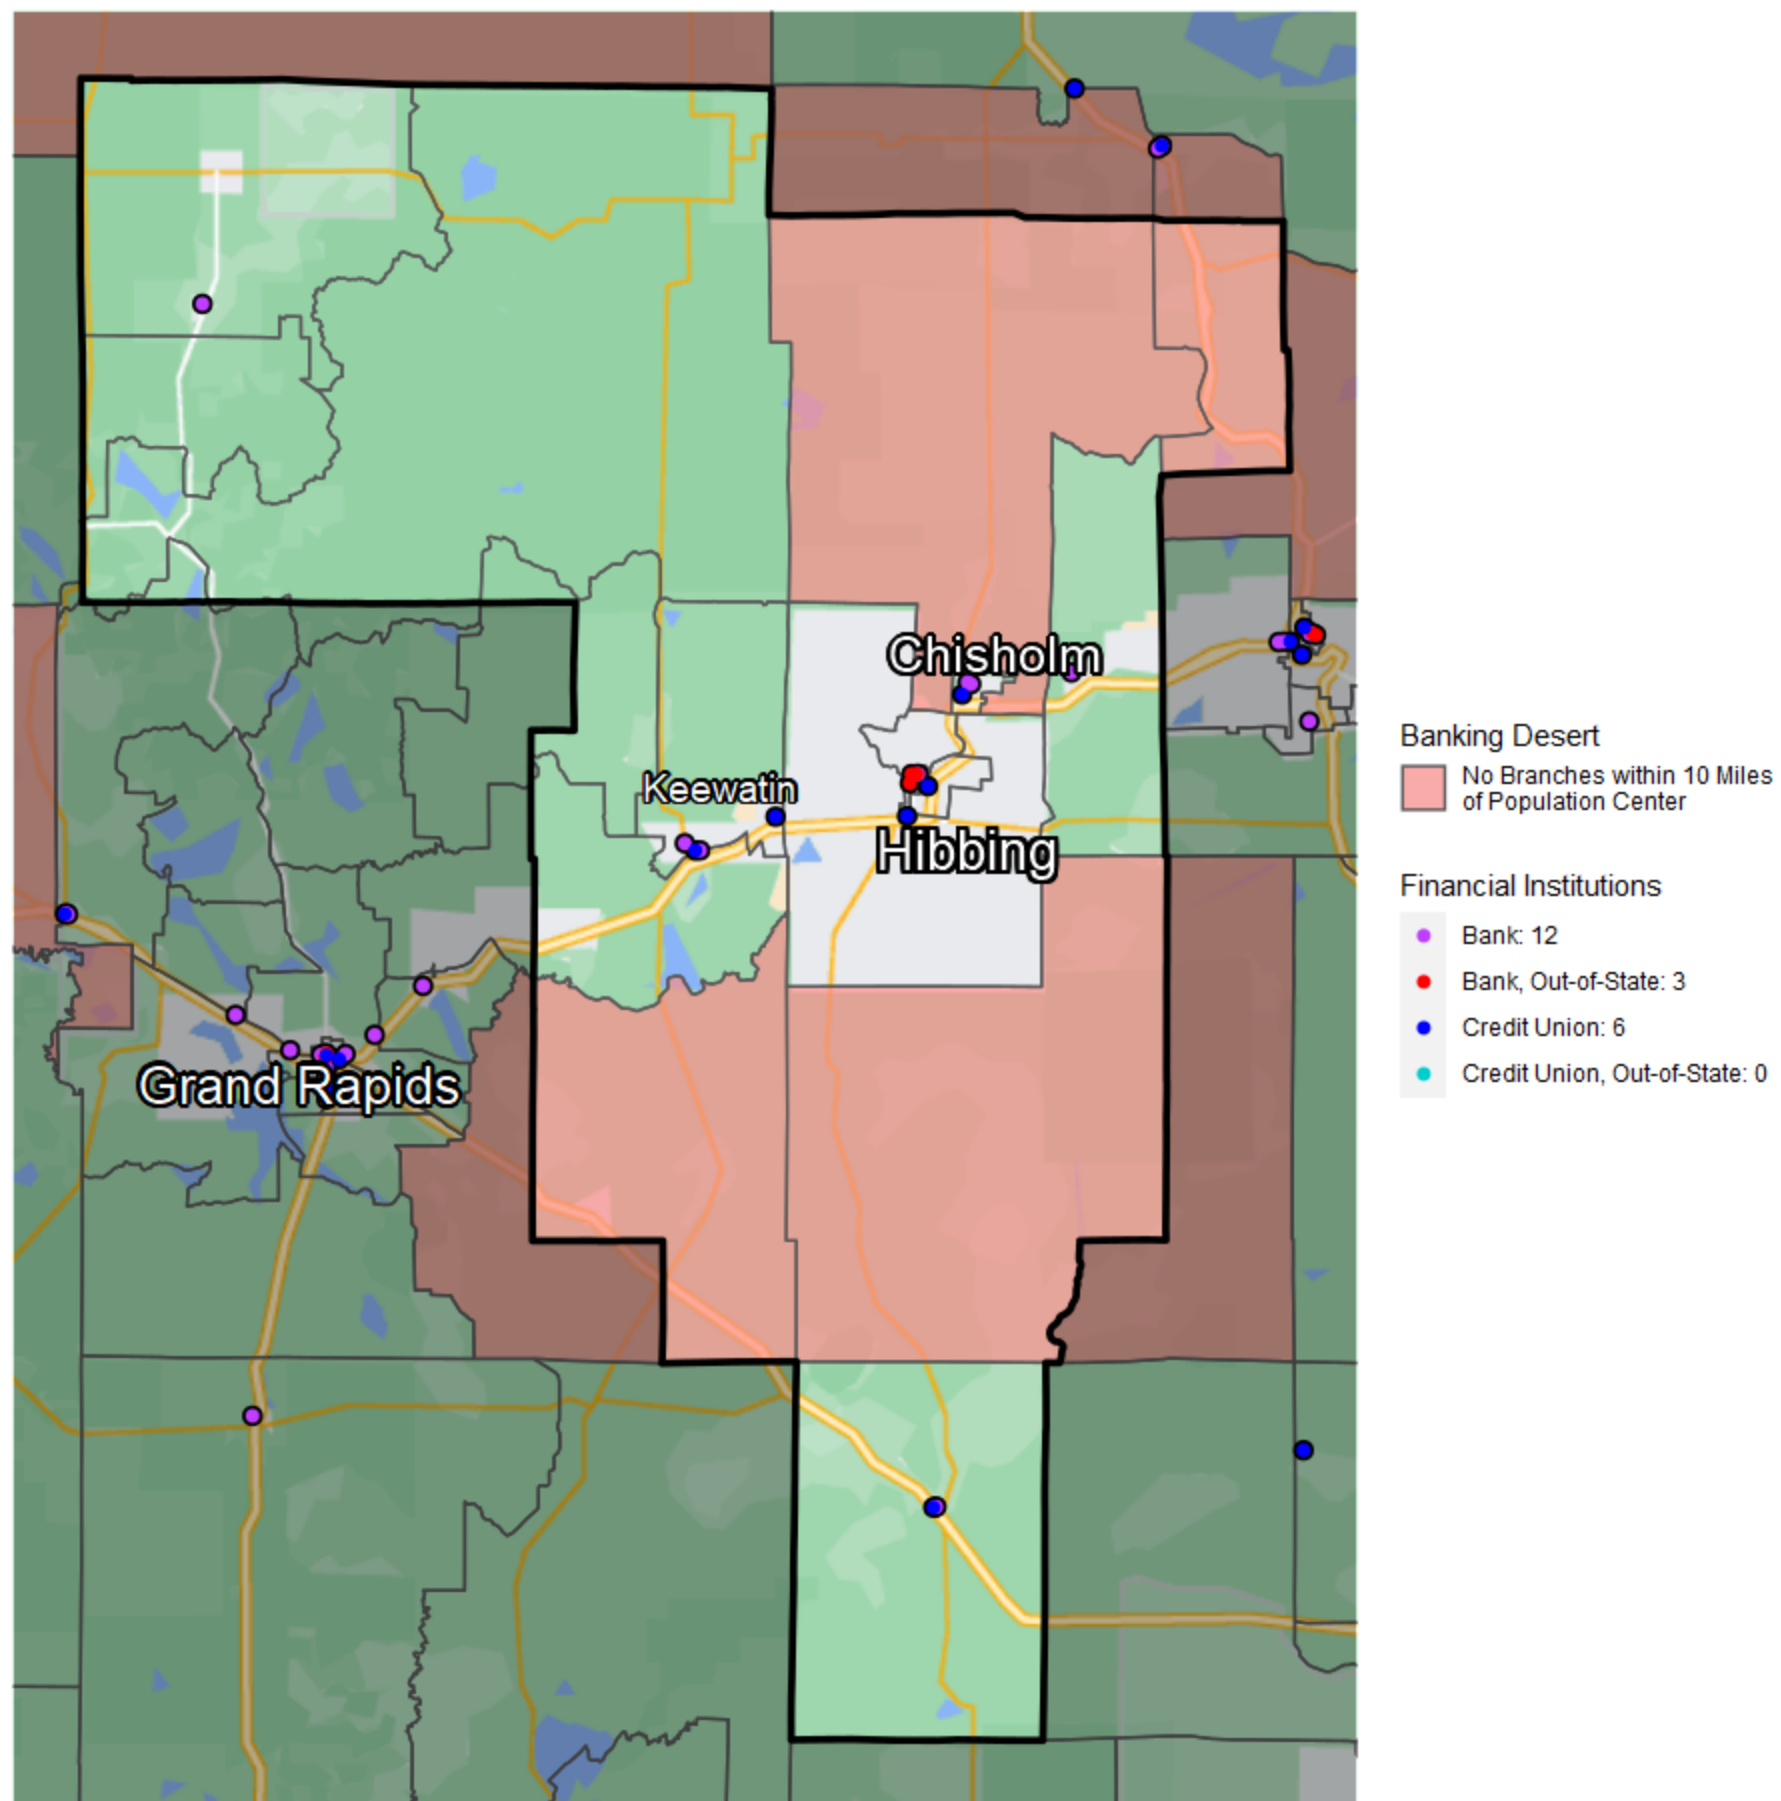 Chisholm
Keewatin
Hibbing
Grand Rapids
Banking Desert
No Branches within 10 Miles
of Population Center
Financial Institutions
Bank: 12
Bank, Out-of-State: 3
Credit Union: 6
Credit Union, Out-of-State: 0